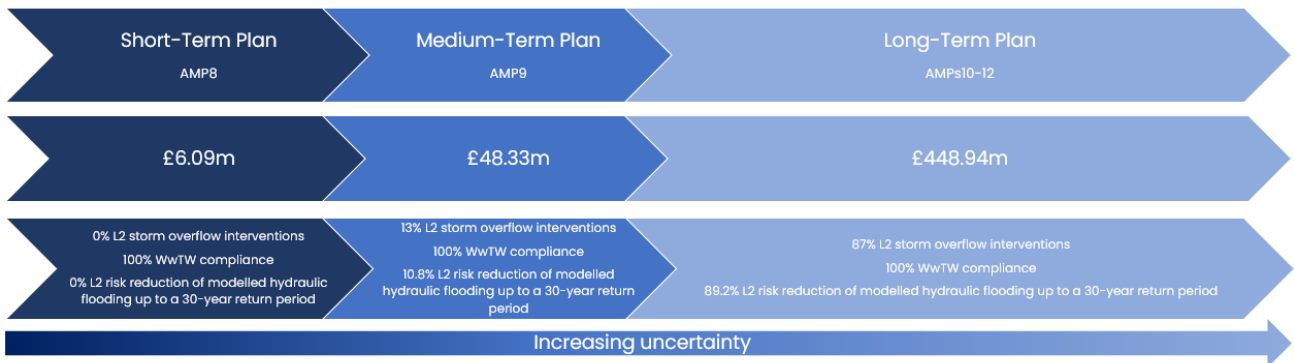 Short-Term Plan
AMP8
Medium-Term Plan
AMP9
Long-Term Plan
AMPs10-12
£6.09m
£48.33m
£448.94m
0% L2 storm overflow interventions
100% WwTW compliance
0% L2 risk reduction of modelled hydraulic
flooding up to a 30-year return period
13% L2 storm overflow interventions
100% WwTW compliance
10.8% L2 risk reduction of modelled
hydraulic flooding up to a 30-year return
period
87% L2 storm overflow interventions
100% WwTW compliance
89.2% L2 risk reduction of modelled hydraulic flooding up to a 30-year return period
Increasing uncertainty